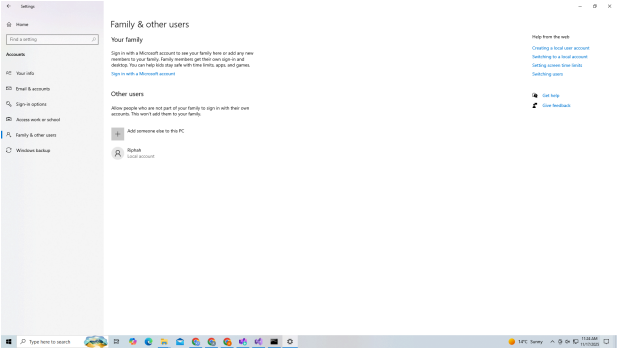 Settings
Home
Find a setting
Accounts
Your info
Email & accounts
Sign-in options
Access work or school
Family & other users
Windows backup
Family & other users
Your family
Sign in with a Microsoft account to see your family here or add any new
members to your family. Family members get their own sign-in and
desktop. You can help kids stay safe with time limits, apps, and games.
Sign in with a Microsoft account
Other users
Allow people who are not part of your family to sign in with their own
accounts. This won't add them to your family.
Add someone else to this PC
Riphah
Local account
Help from the web
Creating a local user account
Switching to a local account
Setting screen time limits
Switching users
Get help
Give feedback
Type here to search
14°C Sunny
11:34 AM
11/17/2025